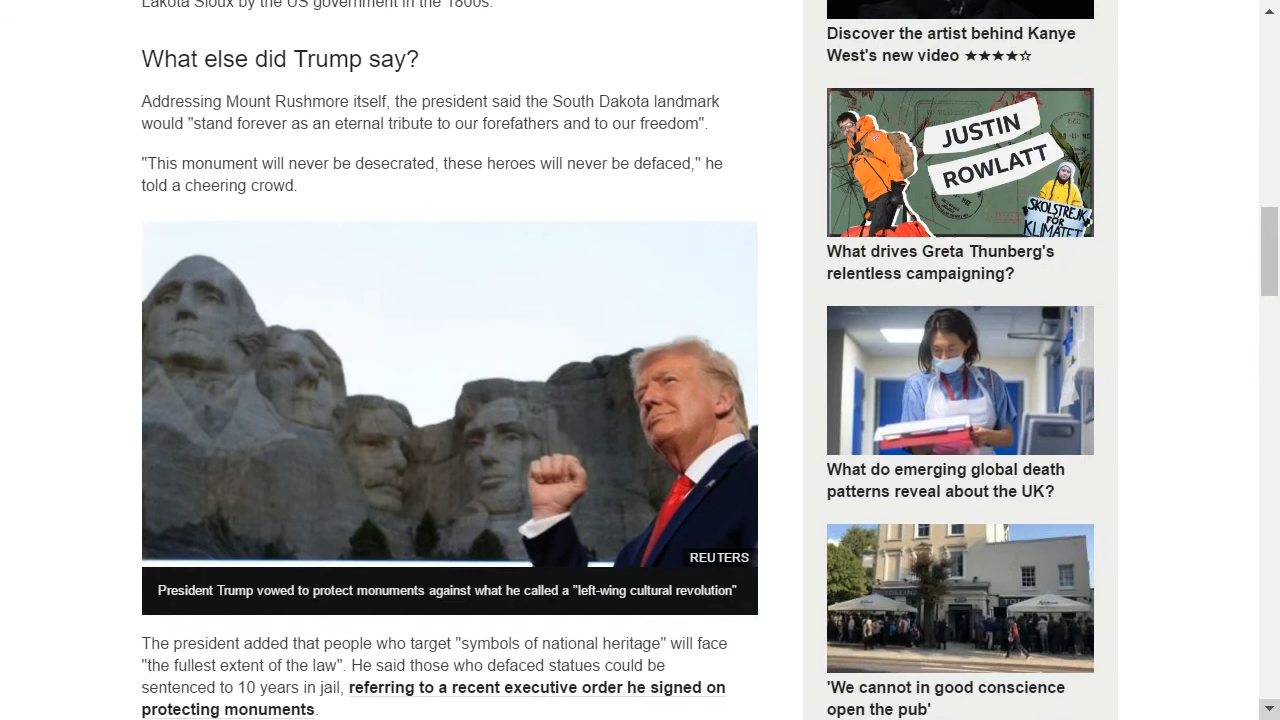 Lakota Sioux by the US government in the 1800s.
What else did Trump say?
Addressing Mount Rushmore itself, the president said the South Dakota landmark
would "stand forever as an eternal tribute to our forefathers and to our freedom".
"This monument will never be desecrated, these heroes will never be defaced," he
told a cheering crowd.
REUTERS
President Trump vowed to protect monuments against what he called a "left-wing cultural revolution"
The president added that people who target "symbols of national heritage" will face
"the fullest extent of the law". He said those who defaced statues could be
sentenced to 10 years in jail, referring to a recent executive order he signed on
protecting monuments.
Discover the artist behind Kanye
West's new video ★★★★☆
JUSTIN
ROWLATT
SKOLSTREJK
FÖR
KLIMATET
What drives Greta Thunberg's
relentless campaigning?
What do emerging global death
patterns reveal about the UK?
'We cannot in good conscience
open the pub'